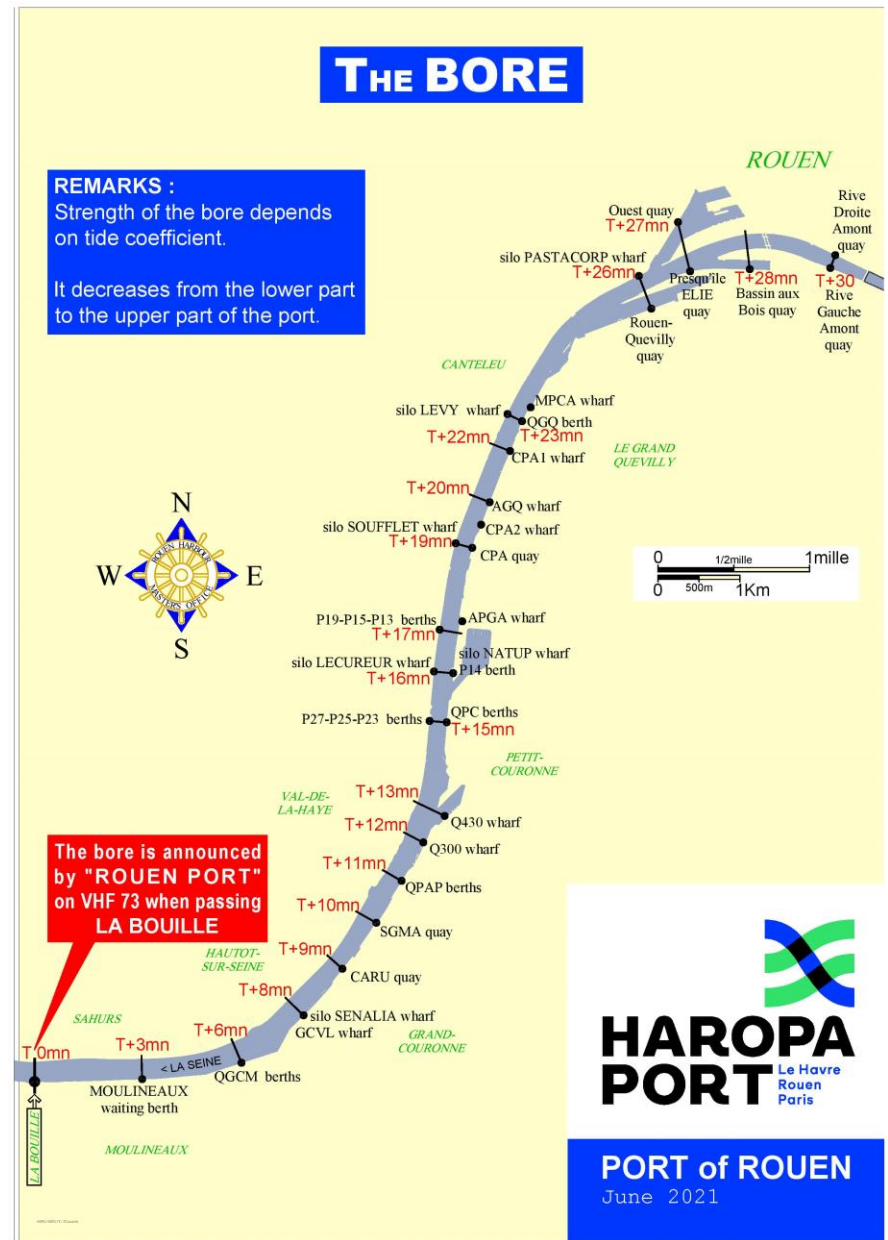 THE BORE
REMARKS :
Strength of the bore depends
on tide coefficient.
It decreases from the lower part
to the upper part of the port.
ROUEN
Ouest quay
T+27mn
Rive
Droite
Amont
quay
silo PASTACORP wharf
T+26mn
Presqu'île
ELIE
quay
T+28mn
Bassin aux
Bois quay
T+30
Rive
Gauche
Amont
quay
Rouen-
Quevilly
quay
CANTELEU
MPCA wharf
silo LEVY wharf
QGQ berth
T+22mn
T+23mn
CPA1 wharf
LE GRAND
QUEVILLY
T+20mn
AGQ wharf
silo SOUFFLET wharf
CPA2 wharf
T+19mn
CPA quay
N
W
E
S
ROUEN HARBOUR
MASTER'S OFFICE
0
1/2mille
1mille
0
500m
1Km
P19-P15-P13 berths
APGA wharf
T+17mn
silo NATUP wharf
silo LECUREUR wharf
P14 berth
T+16mn
P27-P25-P23 berths
QPC berths
T+15mn
PETIT-
COURONNE
VAL-DE-
LA-HAYE
T+13mn
Q430 wharf
T+12mn
Q300 wharf
T+11mn
QPAP berths
T+10mn
SGMA quay
The bore is announced
by "ROUEN PORT"
on VHF 73 when passing
LA BOUILLE
HAUTOT-
SUR-SEINE
T+9mn
CARU quay
T+8mn
silo SENALIA wharf
GCVL wharf
GRAND-
COURONNE
SAHURS
T 0mn
T+3mn
T+6mn
< LA SEINE
QGCM berths
MOULINEAUX
waiting berth
LA BOUILLE
MOULINEAUX
HAROPA
PORT
Le Havre
Rouen
Paris
PORT of ROUEN
June 2021